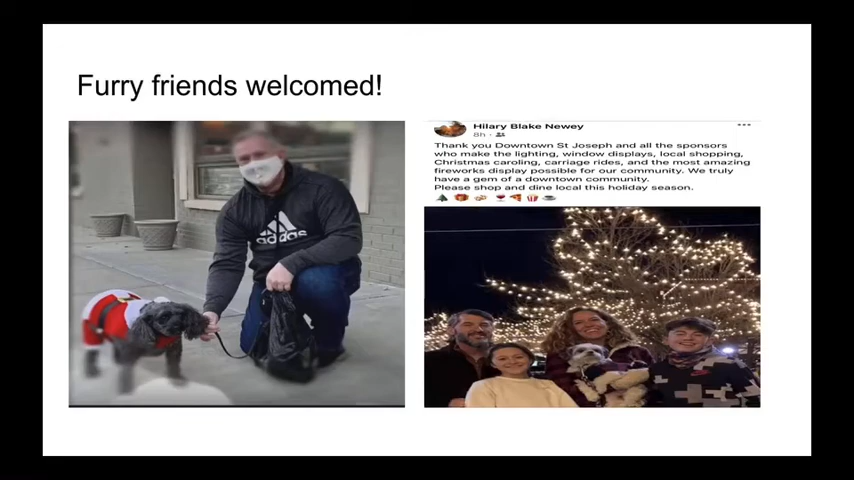 Furry friends welcomed!
Hilary Blake Newey
8h
Thank you Downtown St Joseph and all the sponsors
who make the lighting, window displays, local shopping,
Christmas caroling, carriage rides, and the most amazing
fireworks display possible for our community. We truly
have a gem of a downtown community.
Please shop and dine local this holiday season.
adidas